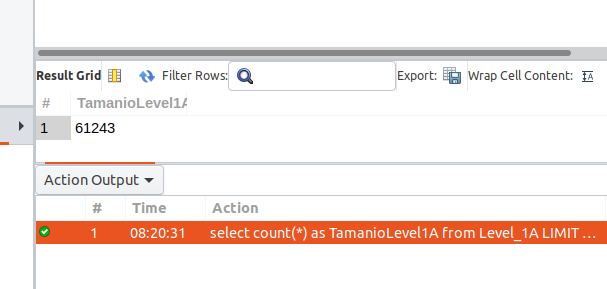 Result Grid Filter Rows: Export: Wrap Cell Content:
# TamanioLevel1A
1 61243
Action Output
# Time Action
1 08:20:31 select count(*) as TamanioLevel1A from Level_1A LIMIT ...